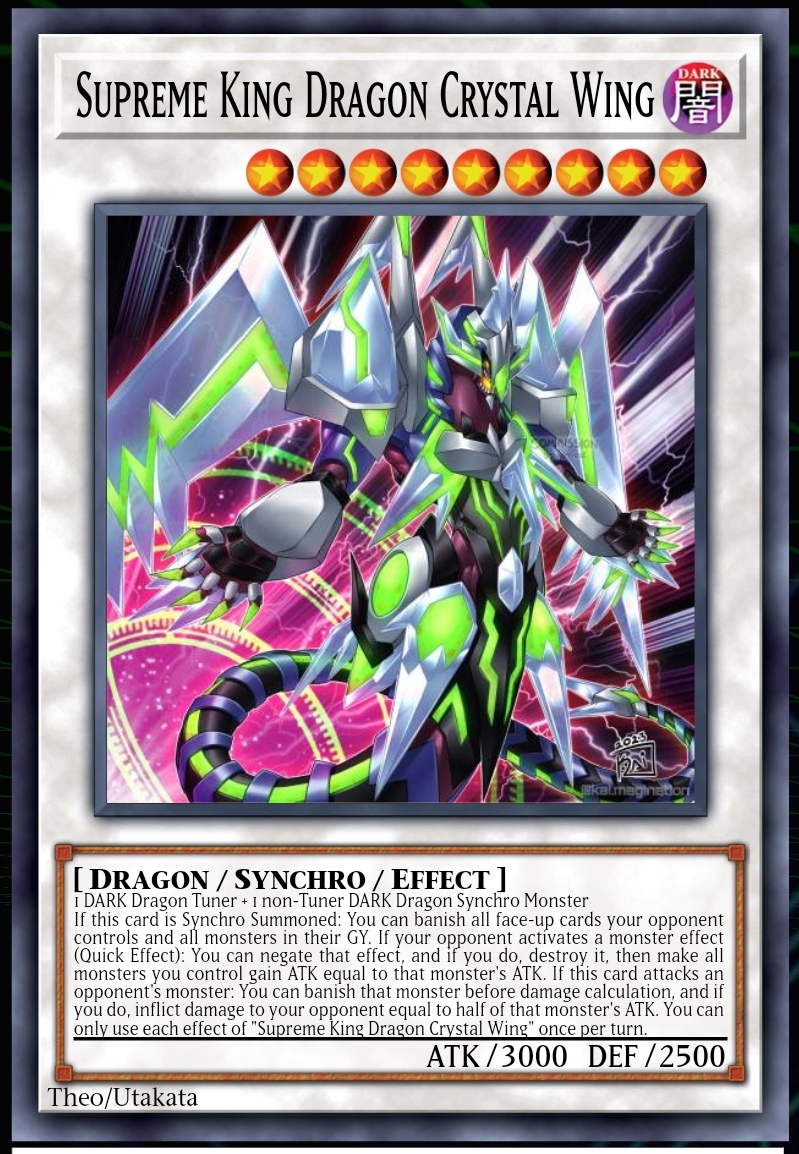 Supreme King Dragon Crystal Wing
DARK
闇
COMMISSION
2023
KAI
@kai.magination
[ Dragon / Synchro / Effect ]
1 DARK Dragon Tuner + 1 non-Tuner DARK Dragon Synchro Monster
If this card is Synchro Summoned: You can banish all face-up cards your opponent
controls and all monsters in their GY. If your opponent activates a monster effect
(Quick Effect): You can negate that effect, and if you do, destroy it, then make all
monsters you control gain ATK equal to that monster's ATK. If this card attacks an
opponent's monster: You can banish that monster before damage calculation, and if
you do, inflict damage to your opponent equal to half of that monster's ATK. You can
only use each effect of "Supreme King Dragon Crystal Wing" once per turn.
ATK/3000 DEF/2500
Theo/Utakata